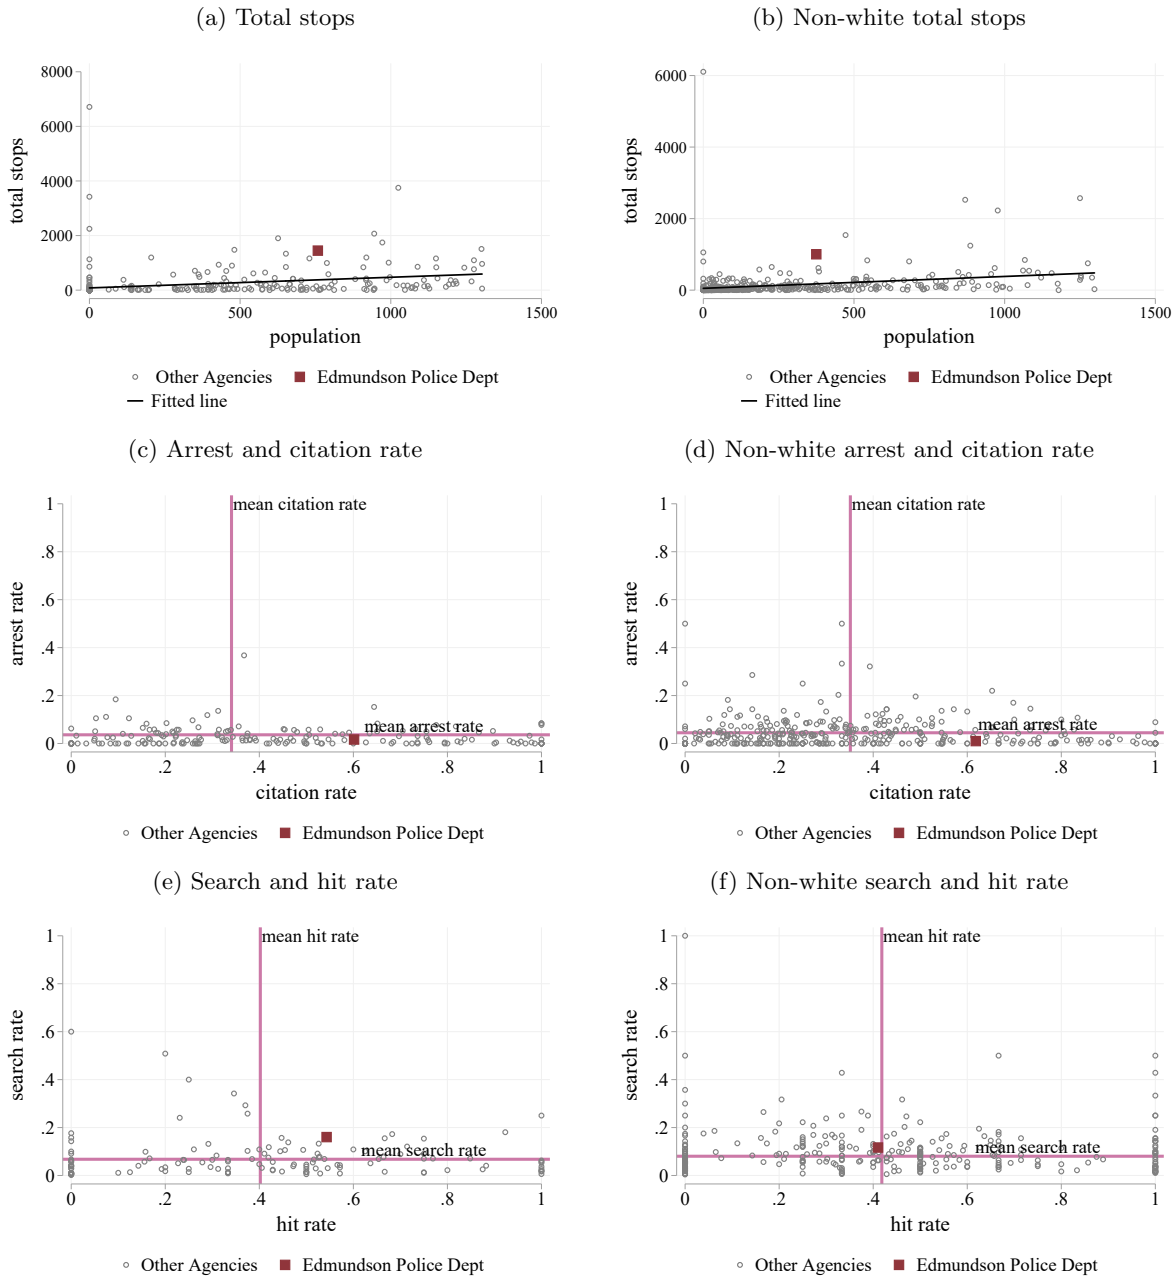 (a) Total stops
(b) Non-white total stops
total stops
8000
6000
4000
2000
0
0 500 1000 1500
population
Other Agencies Edmundson Police Dept
Fitted line
total stops
6000
4000
2000
0
0 500 1000 1500
population
Other Agencies Edmundson Police Dept
Fitted line
(c) Arrest and citation rate
(d) Non-white arrest and citation rate
arrest rate
1
.8
.6
.4
.2
0
mean citation rate
mean arrest rate
0 .2 .4 .6 .8 1
citation rate
Other Agencies Edmundson Police Dept
arrest rate
1
.8
.6
.4
.2
0
mean citation rate
mean arrest rate
0 .2 .4 .6 .8 1
citation rate
Other Agencies Edmundson Police Dept
(e) Search and hit rate
(f) Non-white search and hit rate
search rate
1
.8
.6
.4
.2
0
mean hit rate
mean search rate
0 .2 .4 .6 .8 1
hit rate
Other Agencies Edmundson Police Dept
search rate
1
.8
.6
.4
.2
0
mean hit rate
mean search rate
0 .2 .4 .6 .8 1
hit rate
Other Agencies Edmundson Police Dept